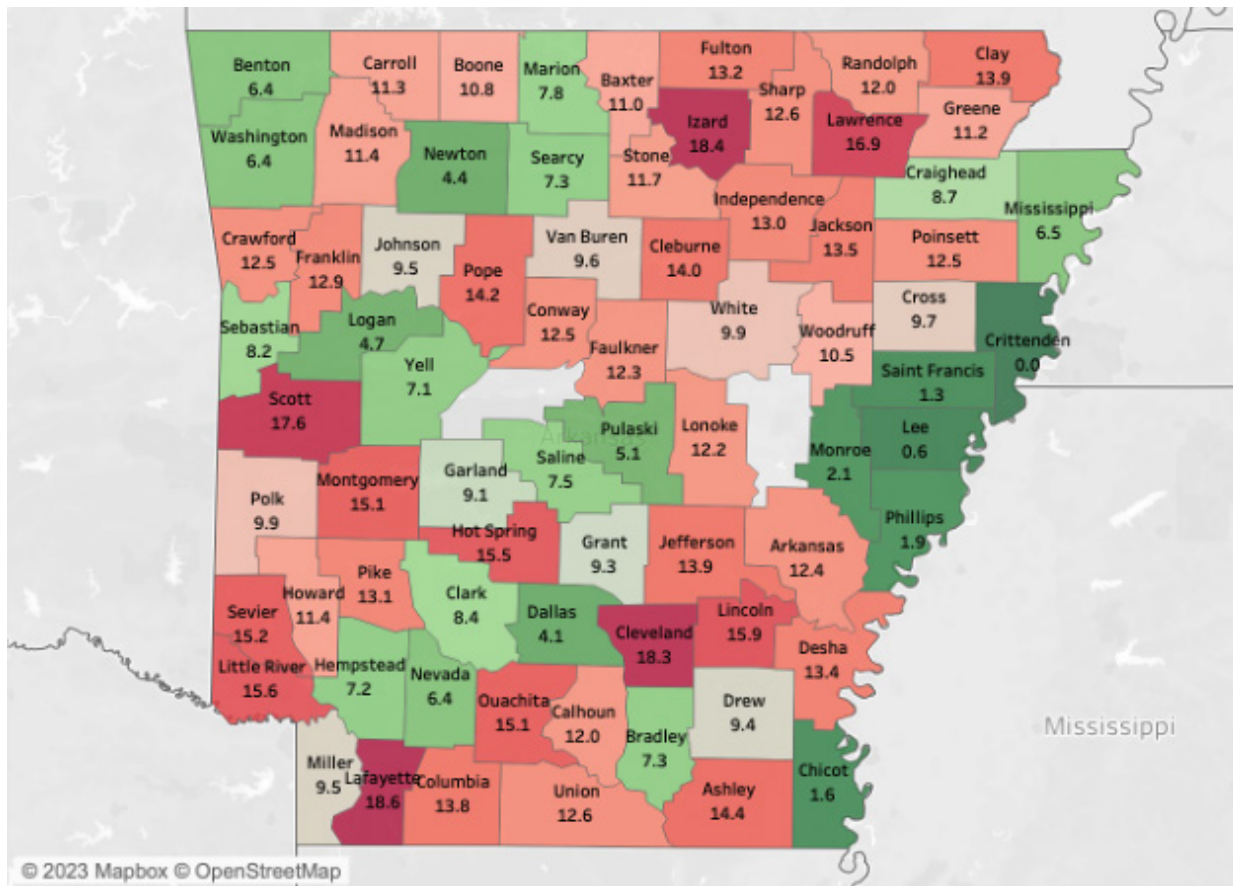 Benton
6.4
Carroll
11.3
Boone
10.8
Marion
7.8
Baxter
11.0
Fulton
13.2
Sharp
12.6
Randolph
12.0
Clay
13.9
Greene
11.2
Washington
6.4
Madison
11.4
Newton
4.4
Searcy
7.3
Stone
11.7
Izard
18.4
Lawrence
16.9
Craighead
8.7
Mississippi
6.5
Crawford
12.5
Franklin
12.9
Johnson
9.5
Pope
14.2
Van Buren
9.6
Cleburne
14.0
Independence
13.0
Jackson
13.5
Poinsett
12.5
Sebastian
8.2
Logan
4.7
Yell
7.1
Conway
12.5
Faulkner
12.3
White
9.9
Woodruff
10.5
Cross
9.7
Crittenden
0.0
Saint Francis
1.3
Scott
17.6
Pulaski
5.1
Lonoke
12.2
Monroe
2.1
Lee
0.6
Arkansas
Saline
7.5
Garland
9.1
Polk
9.9
Montgomery
15.1
Hot Spring
15.5
Grant
9.3
Jefferson
13.9
Arkansas
12.4
Phillips
1.9
Sevier
15.2
Howard
11.4
Pike
13.1
Clark
8.4
Dallas
4.1
Cleveland
18.3
Lincoln
15.9
Desha
13.4
Little River
15.6
Hempstead
7.2
Nevada
6.4
Ouachita
15.1
Calhoun
12.0
Bradley
7.3
Drew
9.4
Mississippi
Miller
9.5
Lafayette
18.6
Columbia
13.8
Union
12.6
Ashley
14.4
Chicot
1.6
© 2023 Mapbox © OpenStreetMap